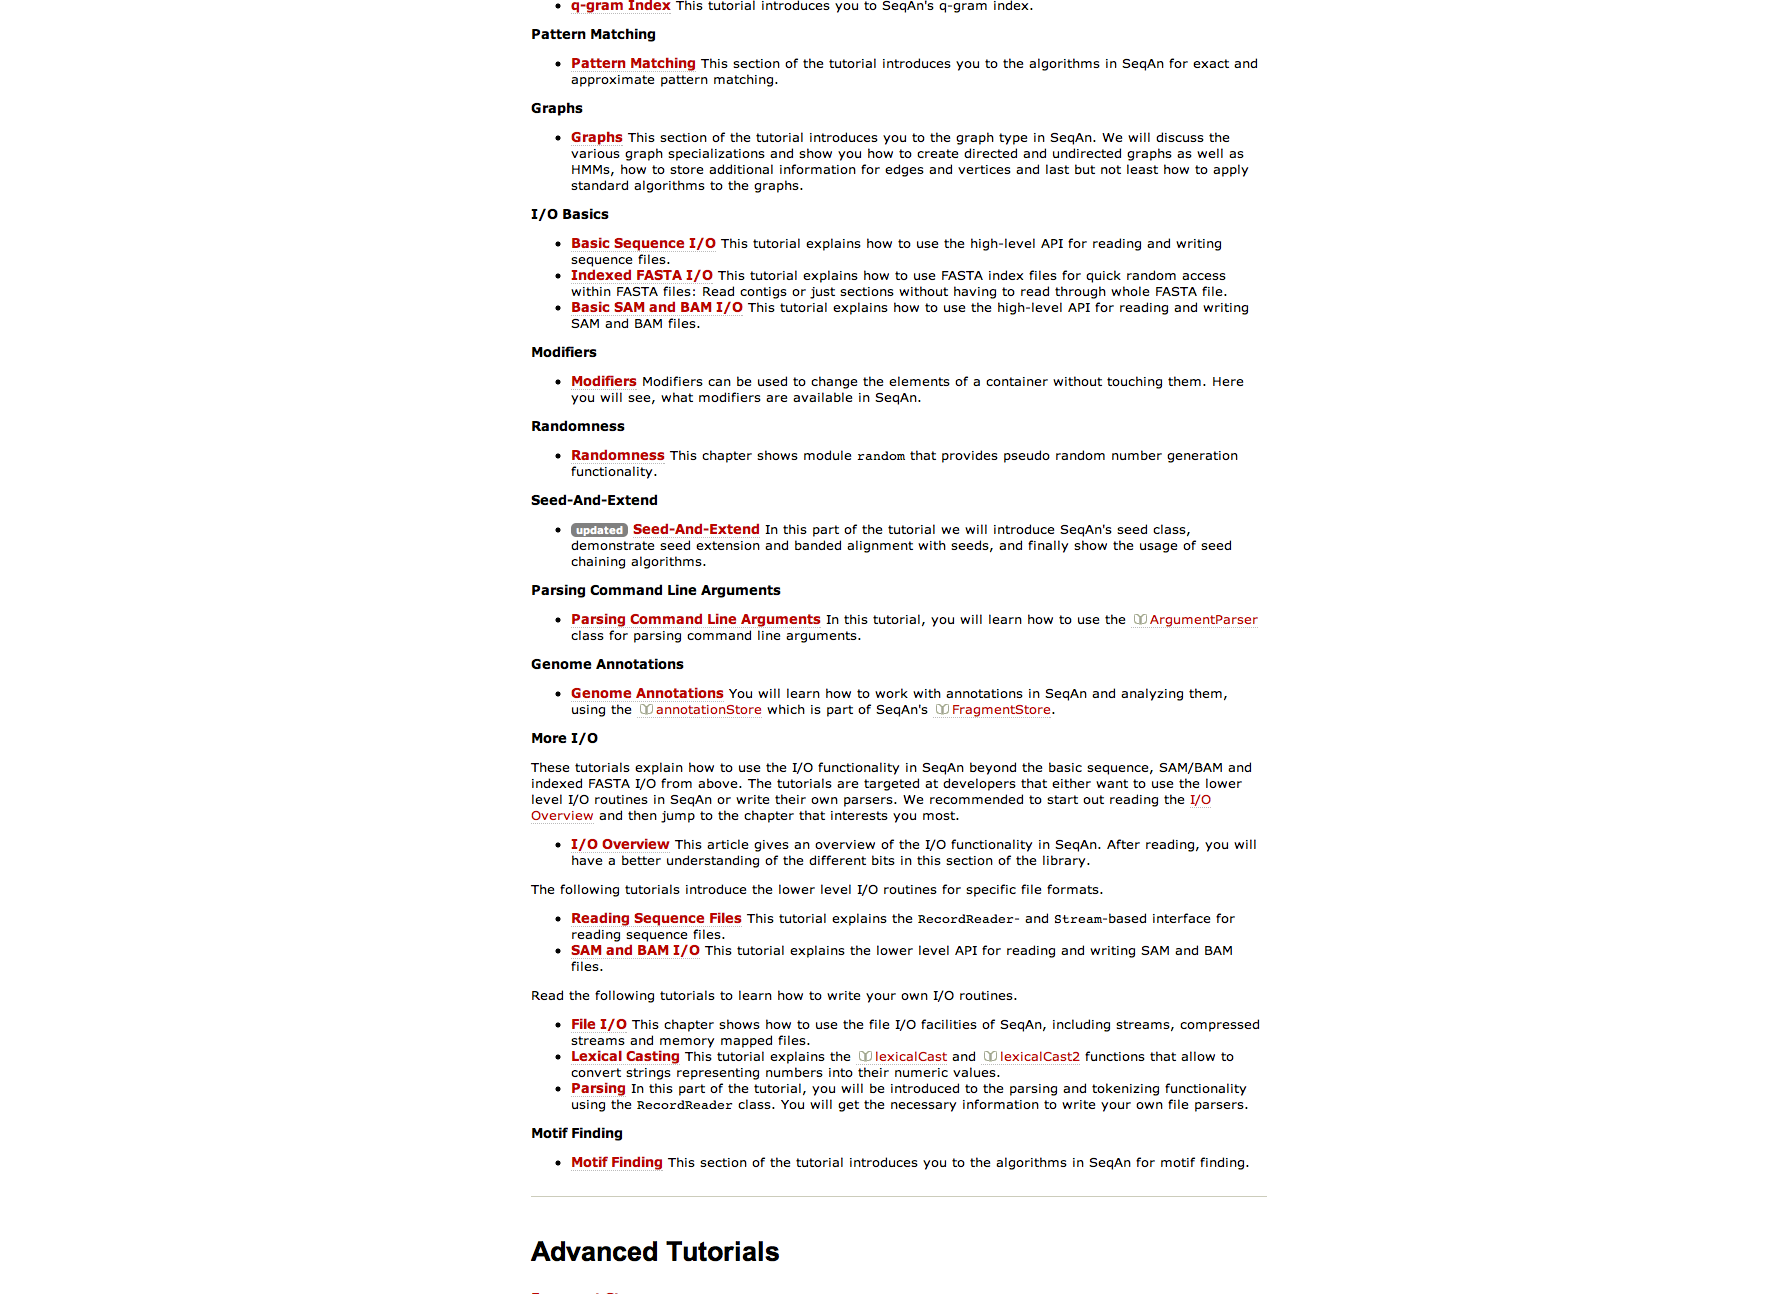 q-gram Index This tutorial introduces you to SeqAn's q-gram index.
Pattern Matching
Pattern Matching This section of the tutorial introduces you to the algorithms in SeqAn for exact and
approximate pattern matching.
Graphs
Graphs This section of the tutorial introduces you to the graph type in SeqAn. We will discuss the
various graph specializations and show you how to create directed and undirected graphs as well as
HMMs, how to store additional information for edges and vertices and last but not least how to apply
standard algorithms to the graphs.
I/O Basics
Basic Sequence I/O This tutorial explains how to use the high-level API for reading and writing
sequence files.
Indexed FASTA I/O This tutorial explains how to use FASTA index files for quick random access
within FASTA files: Read contigs or just sections without having to read through whole FASTA file.
Basic SAM and BAM I/O This tutorial explains how to use the high-level API for reading and writing
SAM and BAM files.
Modifiers
Modifiers Modifiers can be used to change the elements of a container without touching them. Here
you will see, what modifiers are available in SeqAn.
Randomness
Randomness This chapter shows module random that provides pseudo random number generation
functionality.
Seed-And-Extend
updated Seed-And-Extend In this part of the tutorial we will introduce SeqAn's seed class,
demonstrate seed extension and banded alignment with seeds, and finally show the usage of seed
chaining algorithms.
Parsing Command Line Arguments
Parsing Command Line Arguments In this tutorial, you will learn how to use the ArgumentParser
class for parsing command line arguments.
Genome Annotations
Genome Annotations You will learn how to work with annotations in SeqAn and analyzing them,
using the annotationStore which is part of SeqAn's FragmentStore.
More I/O
These tutorials explain how to use the I/O functionality in SeqAn beyond the basic sequence, SAM/BAM and
indexed FASTA I/O from above. The tutorials are targeted at developers that either want to use the lower
level I/O routines in SeqAn or write their own parsers. We recommended to start out reading the I/O
Overview and then jump to the chapter that interests you most.
I/O Overview This article gives an overview of the I/O functionality in SeqAn. After reading, you will
have a better understanding of the different bits in this section of the library.
The following tutorials introduce the lower level I/O routines for specific file formats.
Reading Sequence Files This tutorial explains the RecordReader- and Stream-based interface for
reading sequence files.
SAM and BAM I/O This tutorial explains the lower level API for reading and writing SAM and BAM
files.
Read the following tutorials to learn how to write your own I/O routines.
File I/O This chapter shows how to use the file I/O facilities of SeqAn, including streams, compressed
streams and memory mapped files.
Lexical Casting This tutorial explains the lexicalCast and lexicalCast2 functions that allow to
convert strings representing numbers into their numeric values.
Parsing In this part of the tutorial, you will be introduced to the parsing and tokenizing functionality
using the RecordReader class. You will get the necessary information to write your own file parsers.
Motif Finding
Motif Finding This section of the tutorial introduces you to the algorithms in SeqAn for motif finding.
Advanced Tutorials